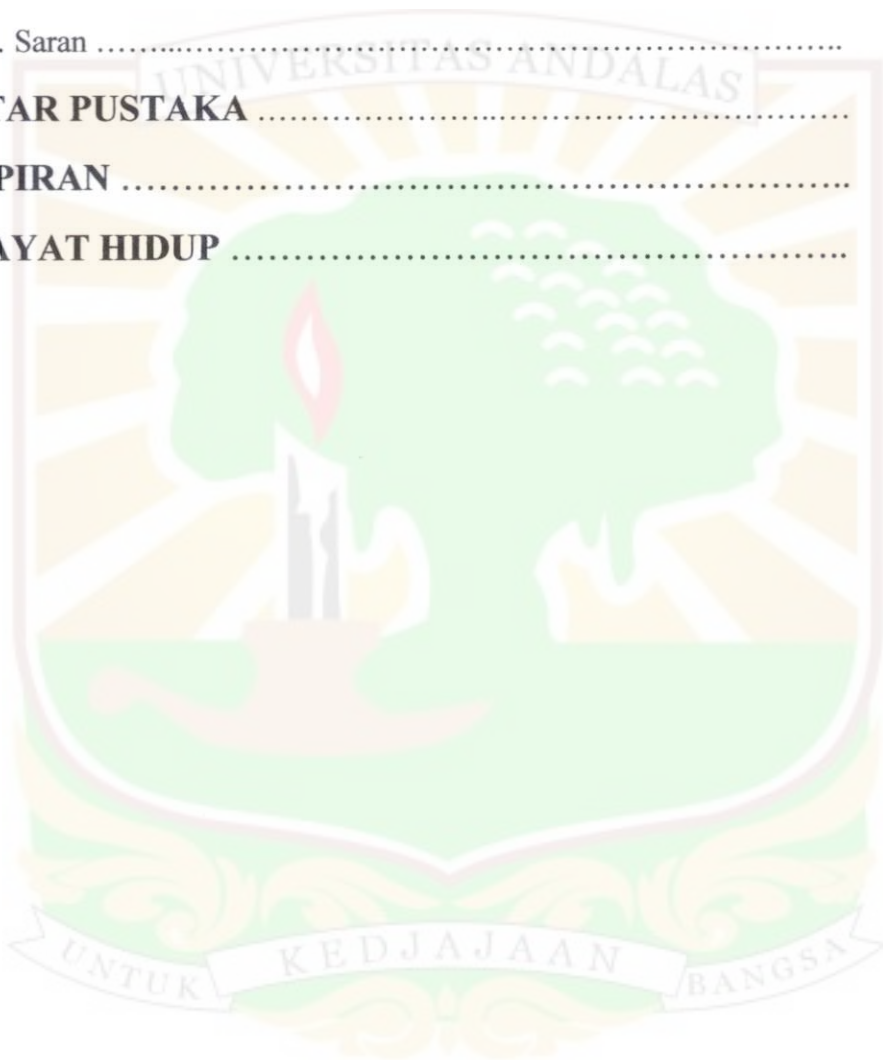 . Saran ........................................................................
UNIVERSITAS ANDALAS
TAR PUSTAKA ............................................................
PIRAN ........................................................................
AYAT HIDUP ............................................................
UNTUK KEDJAJAAN BANGSA